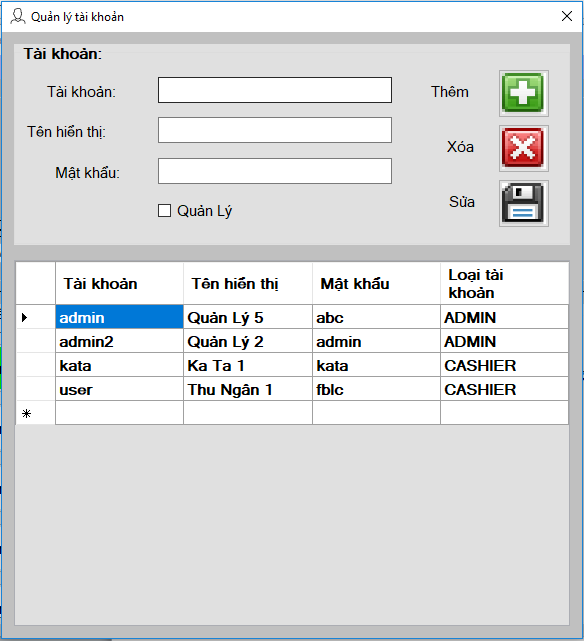 Quản lý tài khoản
Tài khoản:
Tài khoản:
Thêm
Tên hiển thị:
Xóa
Mật khẩu:
Sửa
Quản Lý
Tài khoản Tên hiển thị Mật khẩu Loại tài khoản
admin Quản Lý 5 abc ADMIN
admin2 Quản Lý 2 admin ADMIN
kata Ka Ta 1 kata CASHIER
user Thu Ngân 1 fblc CASHIER